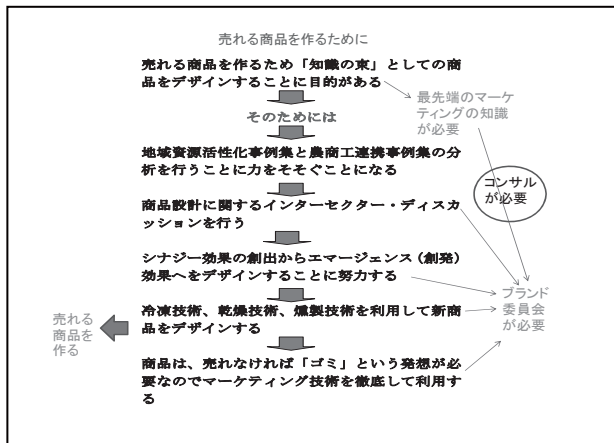 売れる商品を作るために
売れる商品を作るため「知識の束」としての商
品をデザインすることに目的がある
最先端のマーケ
ティングの知識
が必要
そのためには
地域資源活性化事例集と農商工連携事例集の分
析を行うことに力をそそぐことになる
コンサル
が必要
商品設計に関するインターセクター・ディスカ
ッションを行う
シナジー効果の創出からエマージェンス（創発）
効果へをデザインすることに努力する
ブランド
委員会
が必要
冷凍技術、乾燥技術、燻製技術を利用して新商
品をデザインする
売れる
商品を
作る
商品は、売れなければ「ゴミ」という発想が必
要なのでマーケティング技術を徹底して利用す
る